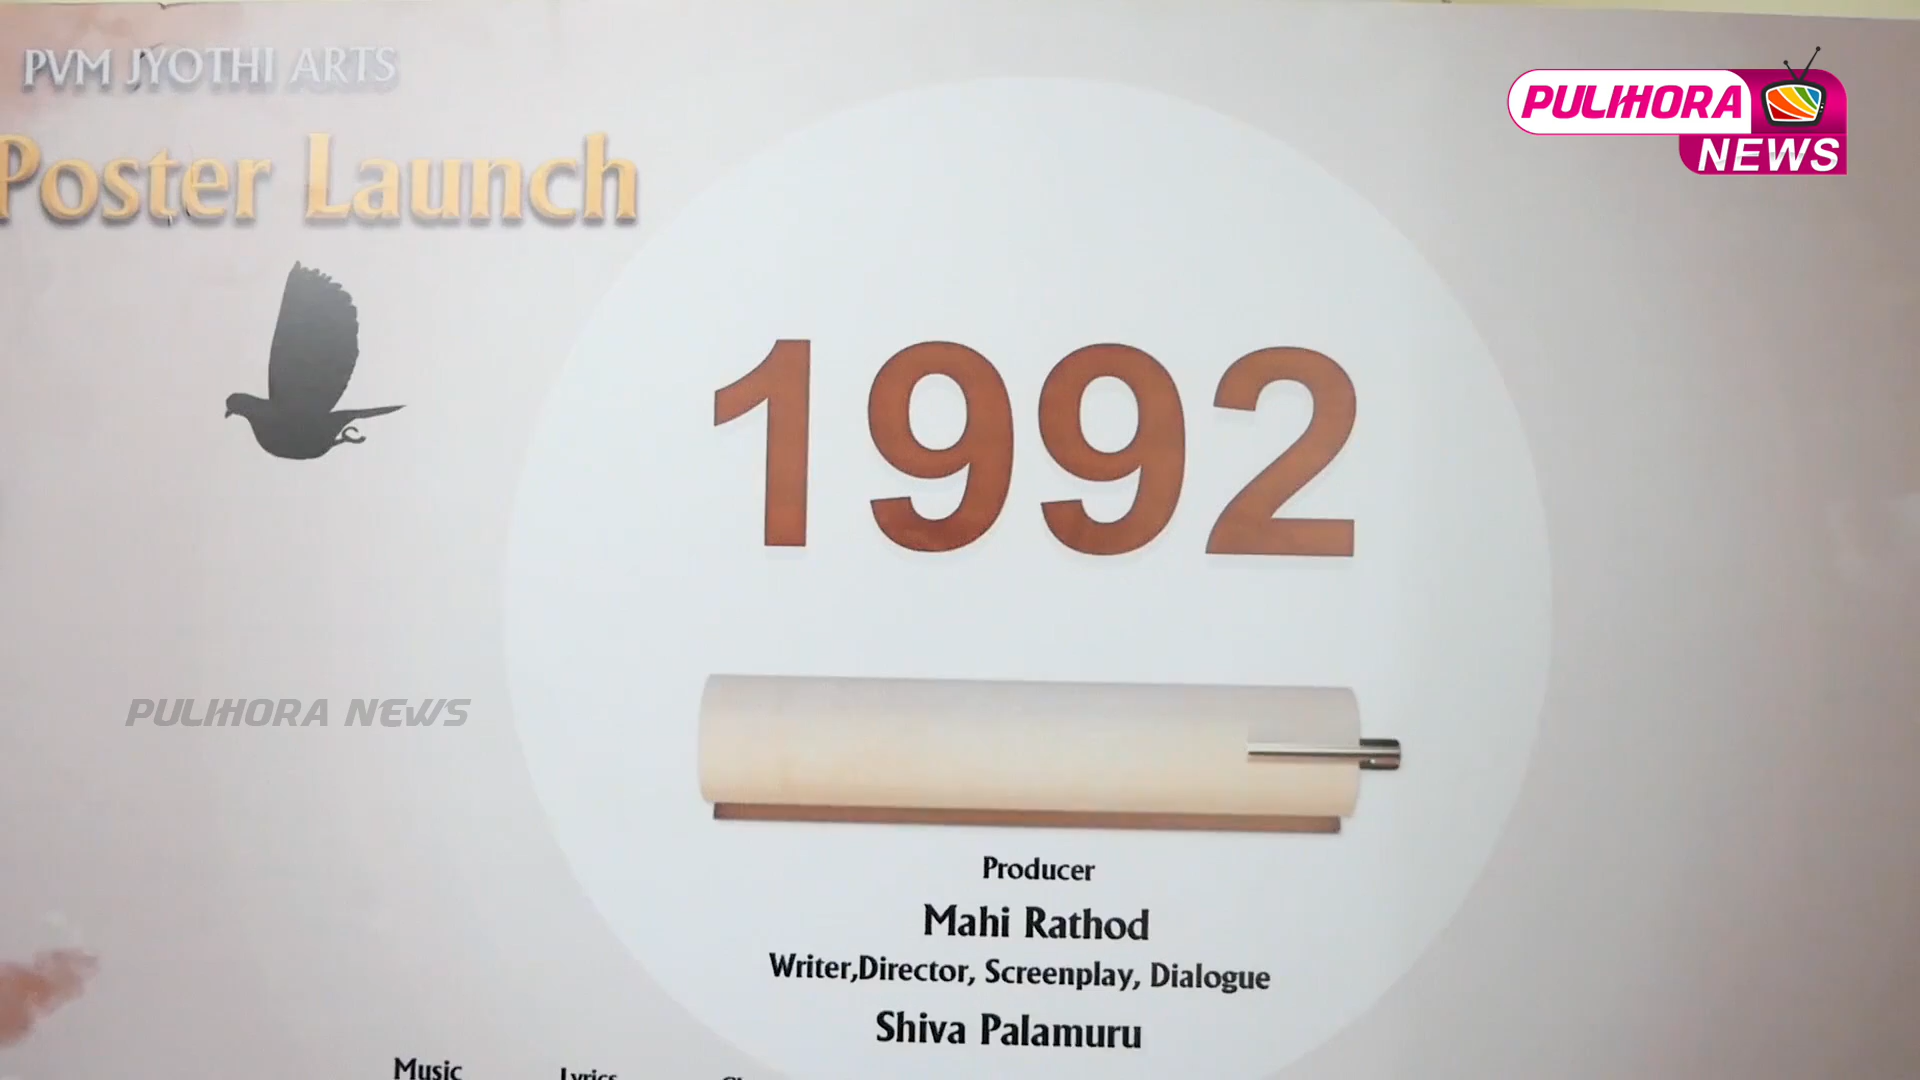 PVM JYOTHI ARTS
Poster Launch
PULIHORA
NEWS
1992
PULIHORA NEWS
Producer
Mahi Rathod
Writer,Director, Screenplay, Dialogue
Shiva Palamuru
Music
Lyrics